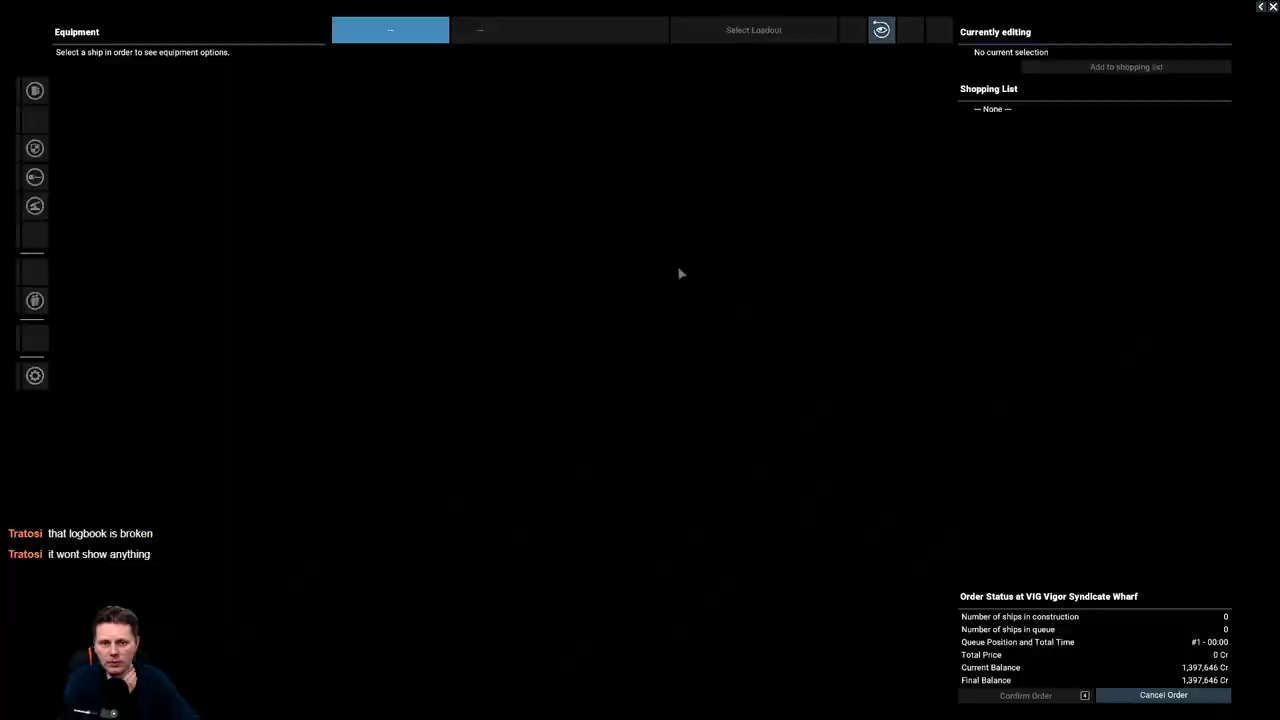 Equipment
Select a ship in order to see equipment options.
--
--
Select Loadout
Currently editing
No current selection
Add to shopping list
Shopping List
— None —
Tratosi that logbook is broken
Tratosi it wont show anything
Order Status at VIG Vigor Syndicate Wharf
Number of ships in construction 0
Number of ships in queue 0
Queue Position and Total Time #1 - 00:00
Total Price 0 Cr
Current Balance 1,397,646 Cr
Final Balance 1,397,646 Cr
Confirm Order 4
Cancel Order